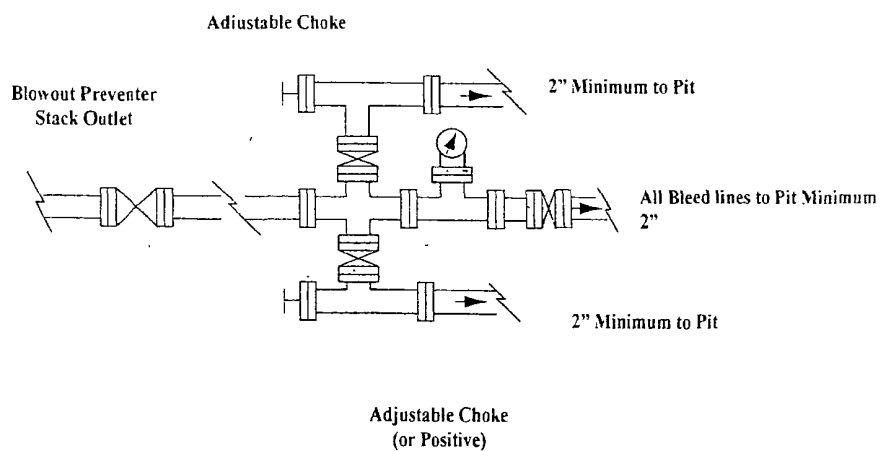 Adiustable Choke
2” Minimum to Pit
Blowout Preventer
Stack Outlet
All Bleed lines to Pit Minimum
2”
2” Minimum to Pit
Adjustable Choke
(or Positive)